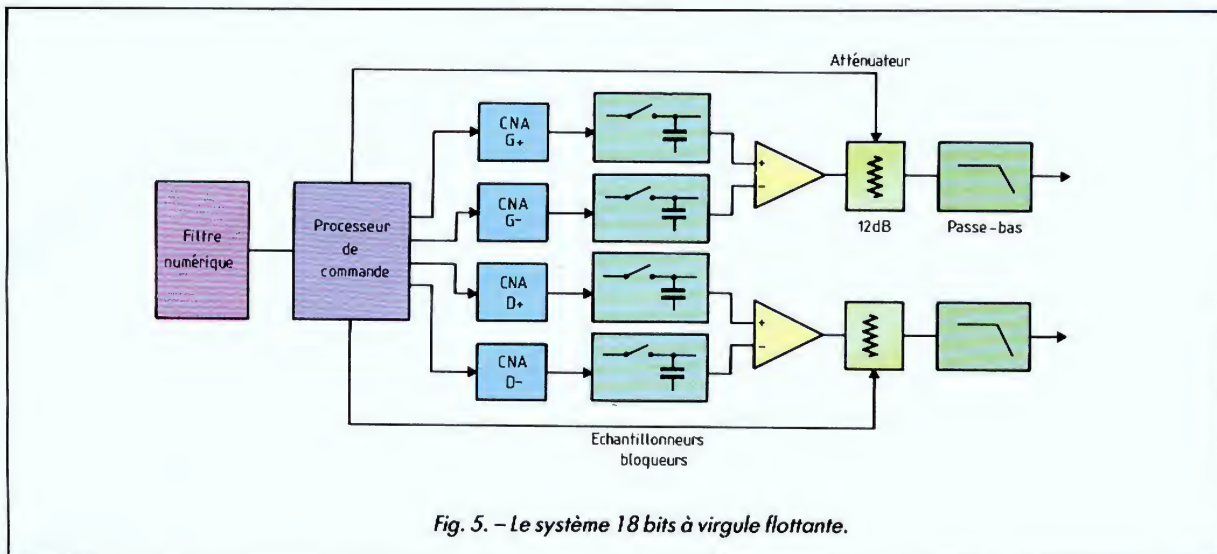 Atténuateur
CNA
G+
CNA
G-
CNA
D+
CNA
D-
Filtre
numérique
Processeur
de
commande
+
-
+
-
12dB
Passe-bas
Echantillonneurs
bloqueurs
Fig. 5. – Le système 18 bits à virgule flottante.